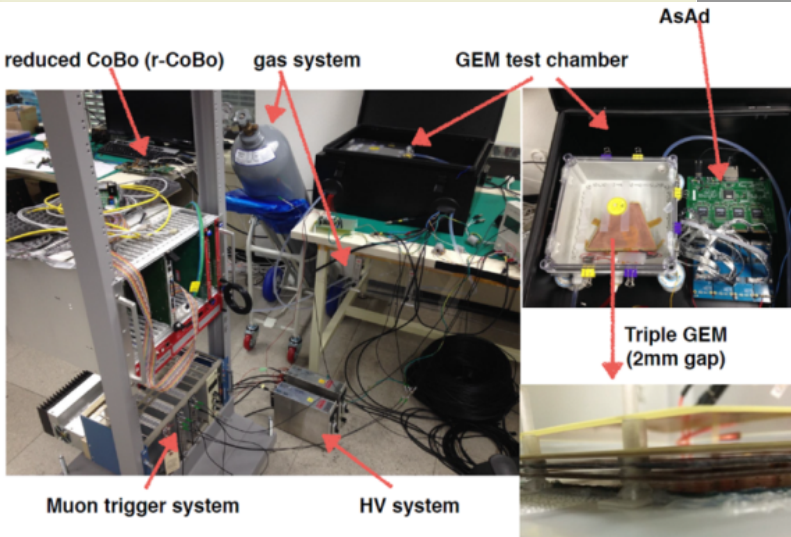 AsAd
reduced CoBo (r-CoBo)
gas system
GEM test chamber
Triple GEM
(2mm gap)
Muon trigger system
HV system